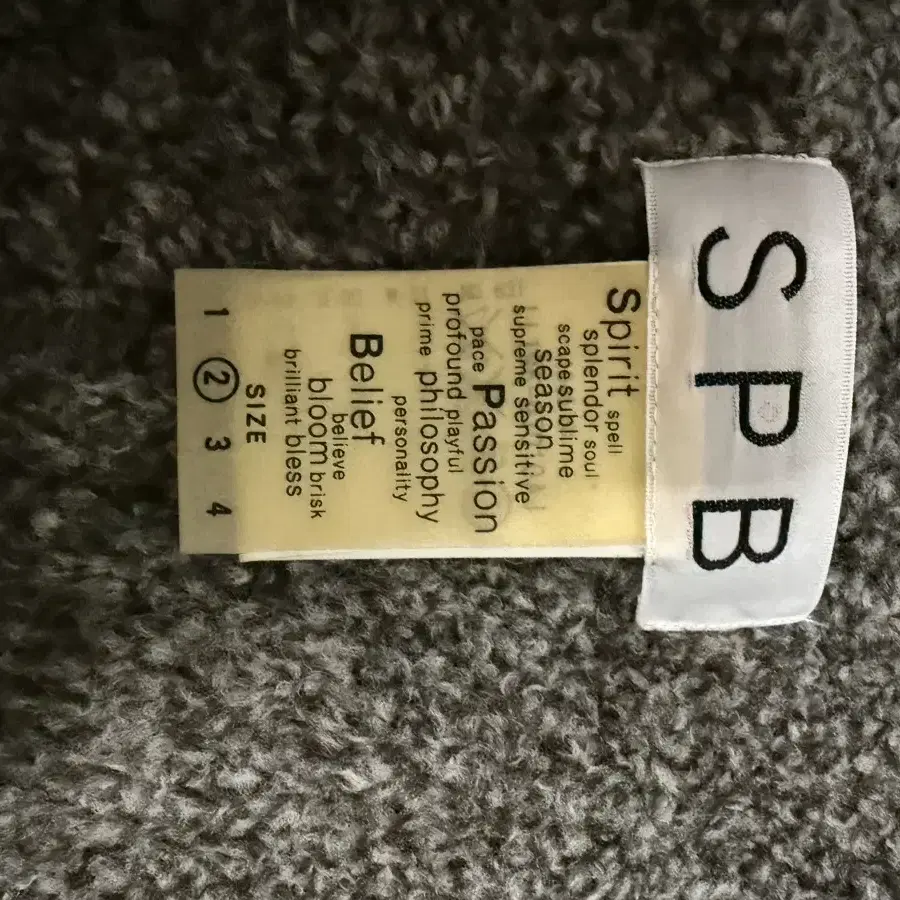 SPB
Spirit spell
splendor soul
scape sublime
season
supreme sensitive
pace Passion
profound playful
prime philosophy
personality
Belief
believe
bloom brisk
brilliant bless
SIZE
1 2 3 4